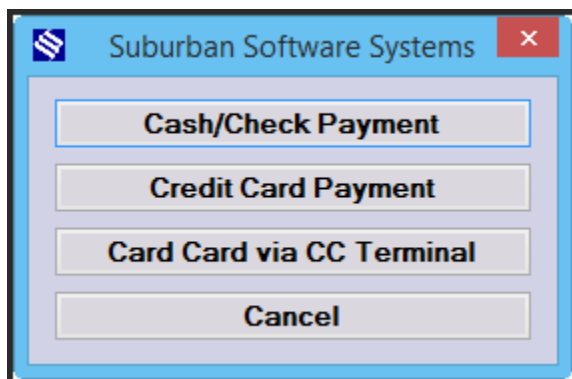 Suburban Software Systems
Cash/Check Payment
Credit Card Payment
Card Card via CC Terminal
Cancel